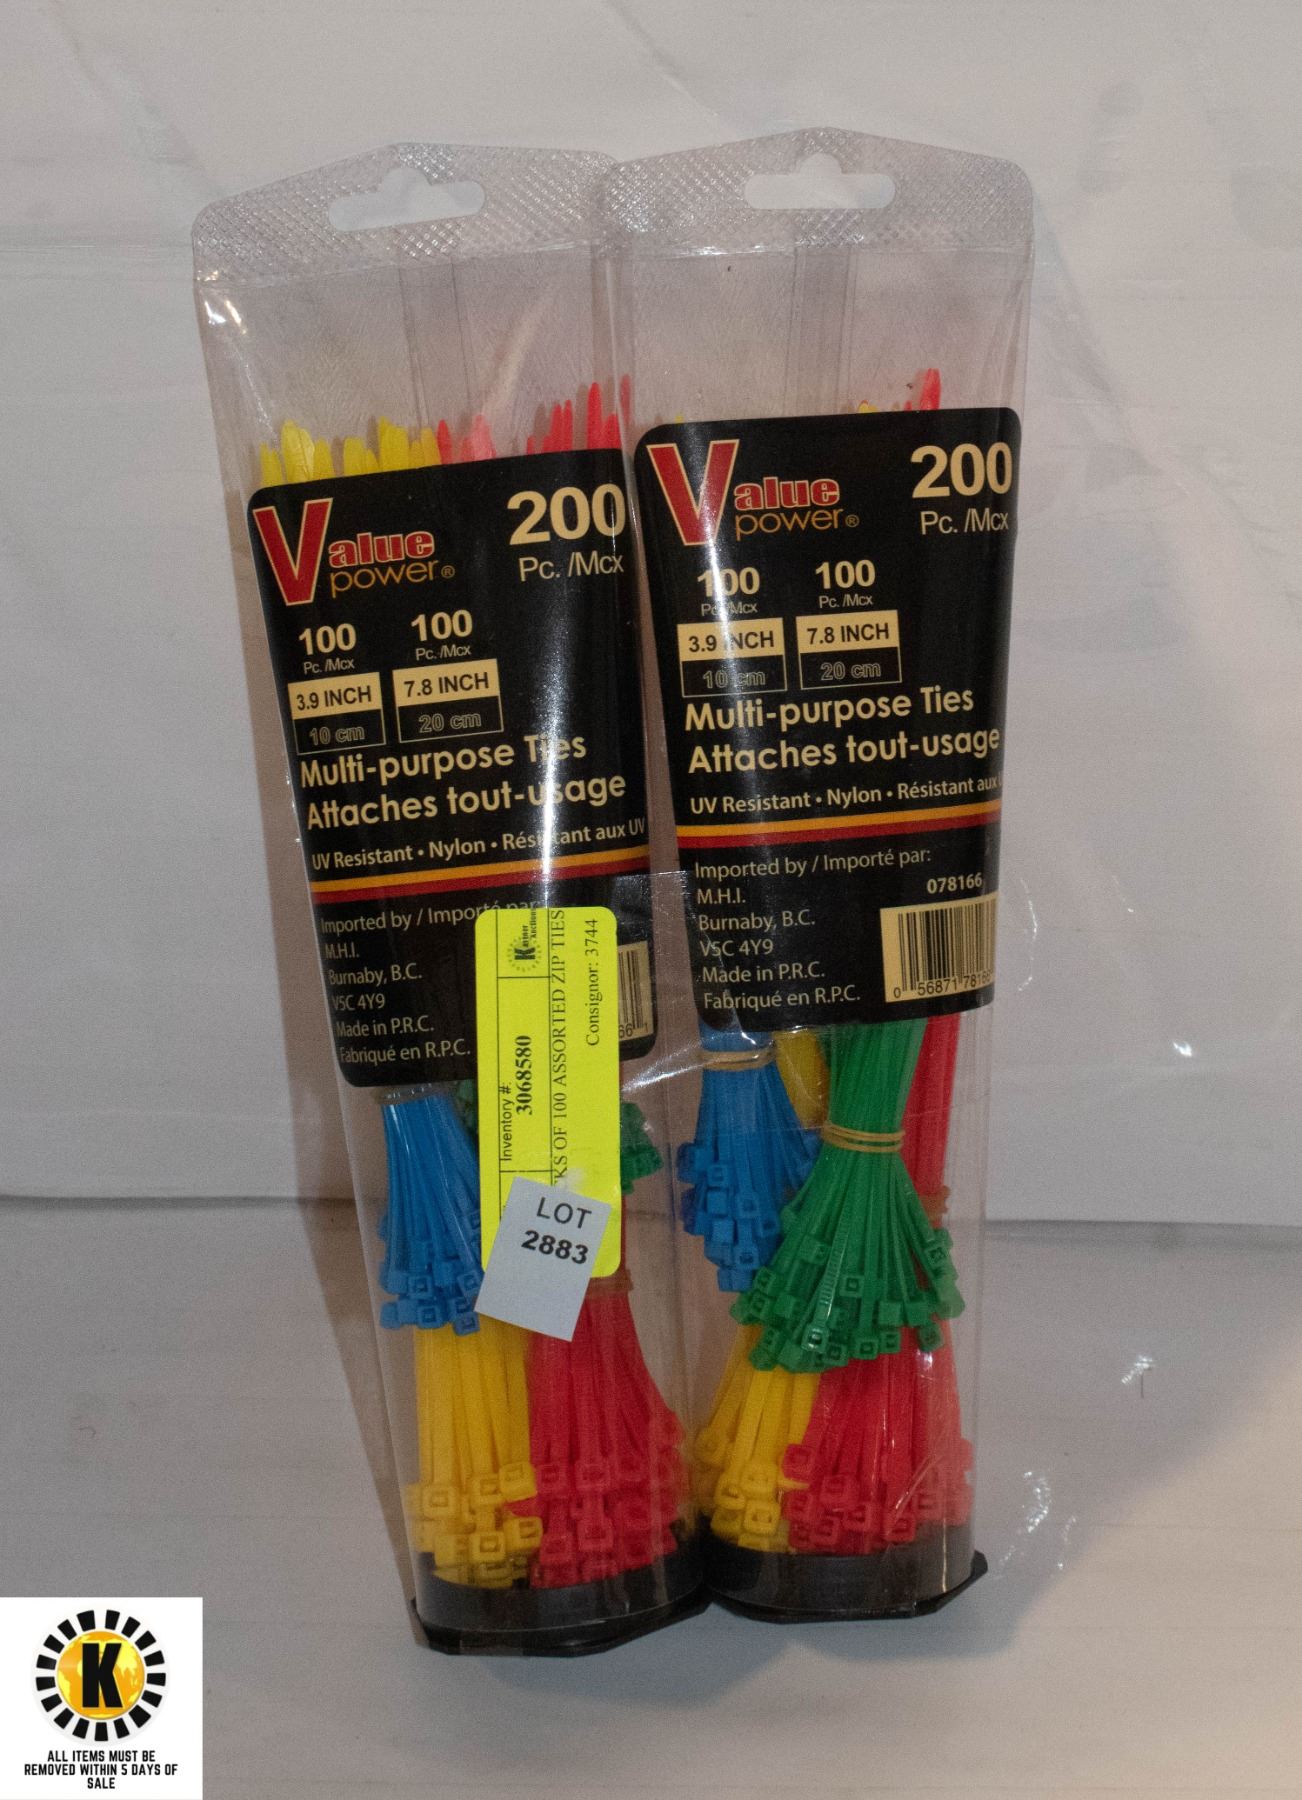 Value
power®
200
Pc. /Mcx
100
Pc. /Mcx
100
Pc. /Mcx
3.9 INCH
10 cm
7.8 INCH
20 cm
Multi-purpose Ties
Attaches tout-usage
UV Resistant • Nylon • Résistant aux UV
Imported by / Importé par:
M.H.I.
Burnaby, B.C.
V5C 4Y9
Made in P.R.C.
Fabriqué en R.P.C.
66 1
Inventory #:
3068580
KS OF 100 ASSORTED ZIP TIES
Consignor: 3744
LOT
2883
Value
power®
200
Pc. /Mcx
100
Pc./Mcx
100
Pc. /Mcx
3.9 INCH
10 cm
7.8 INCH
20 cm
Multi-purpose Ties
Attaches tout-usage
UV Resistant • Nylon • Résistant aux
Imported by / Importé par:
M.H.I.
Burnaby, B.C.
V5C 4Y9
Made in P.R.C.
Fabriqué en R.P.C.
078166
0 56871 78166
K
ALL ITEMS MUST BE
REMOVED WITHIN 5 DAYS OF
SALE